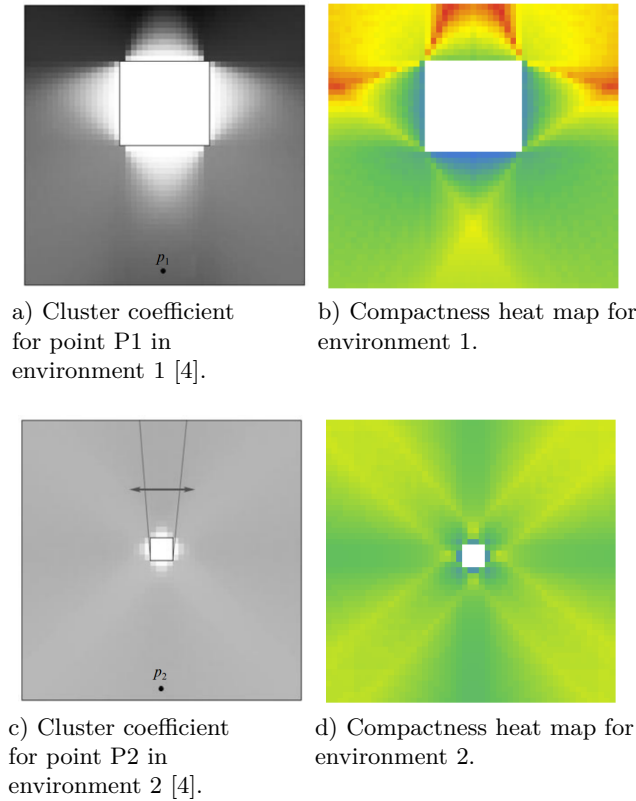 p1
a) Cluster coefficient
for point P1 in
environment 1 [4].
b) Compactness heat map for
environment 1.
p2
c) Cluster coefficient
for point P2 in
environment 2 [4].
d) Compactness heat map for
environment 2.